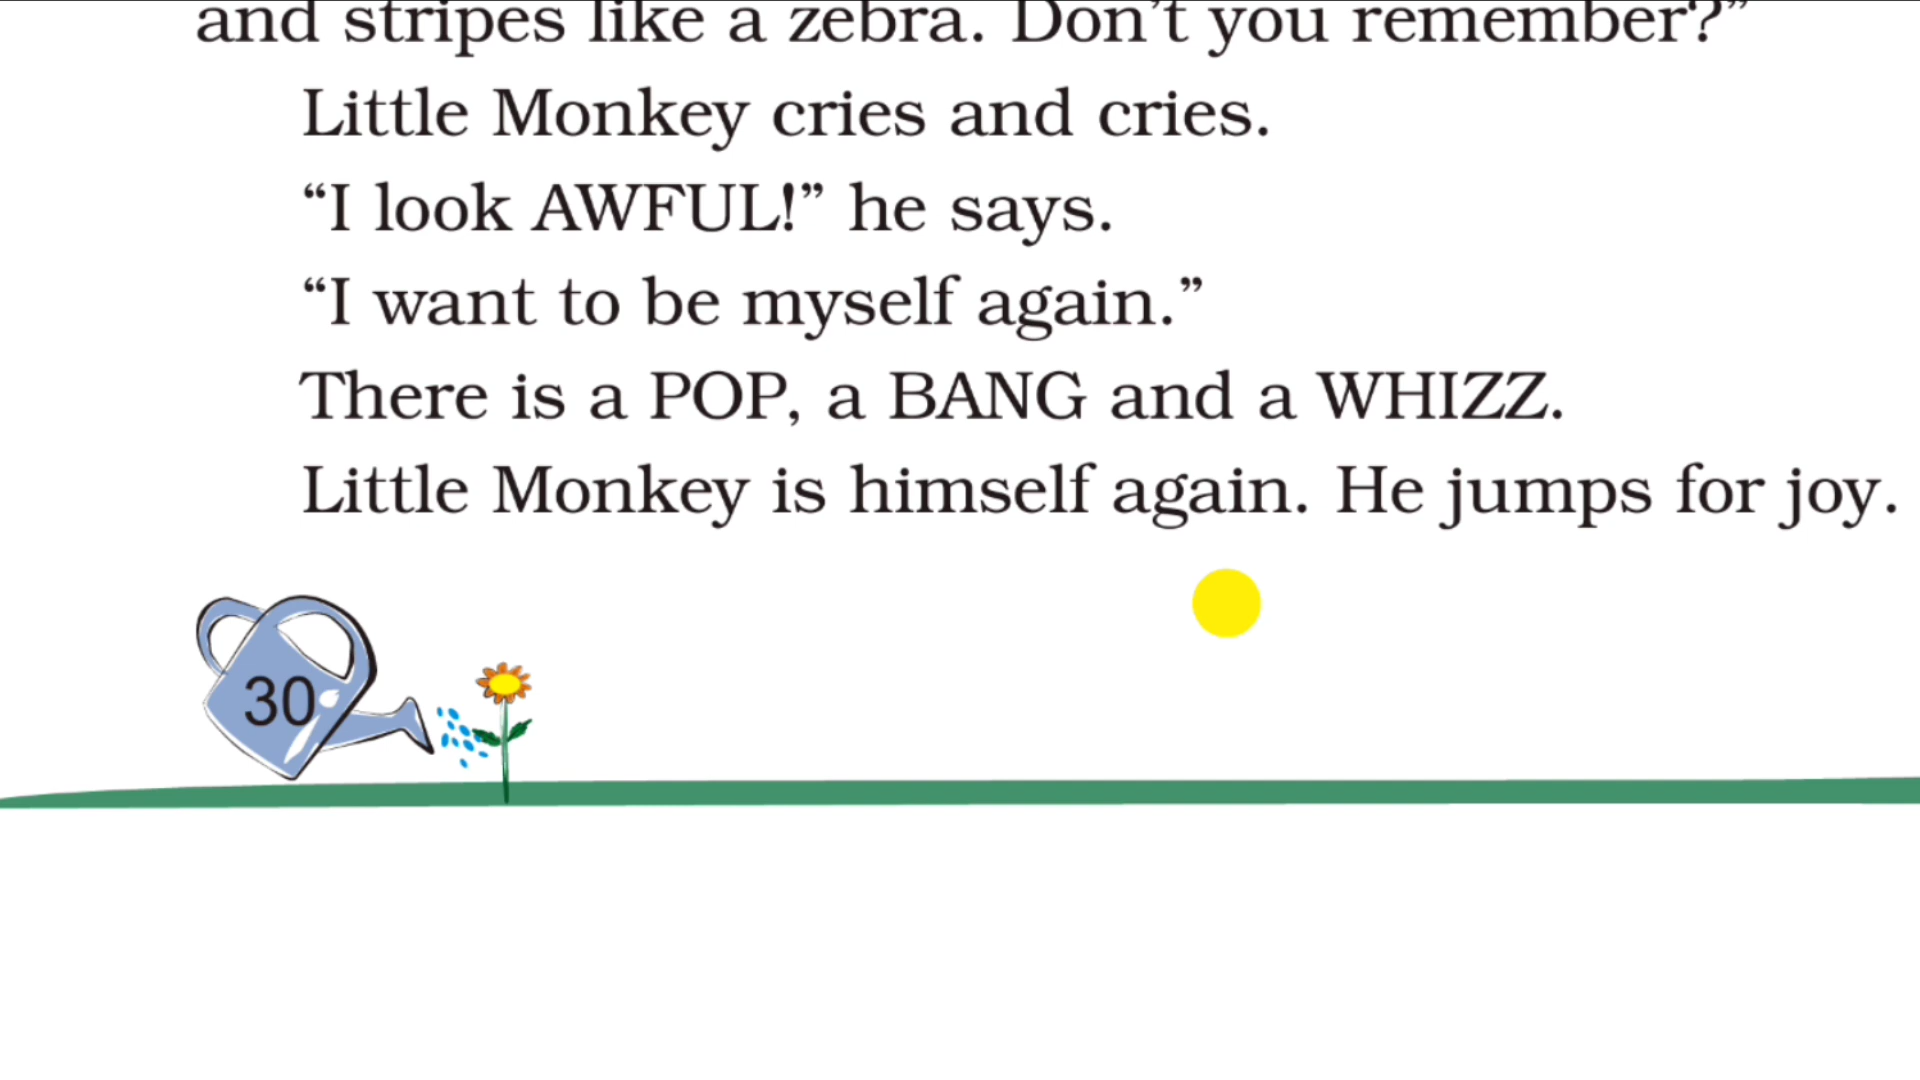 and stripes like a zebra. Don’t you remember?”
Little Monkey cries and cries.
“I look AWFUL!” he says.
“I want to be myself again.”
There is a POP, a BANG and a WHIZZ.
Little Monkey is himself again. He jumps for joy.
30